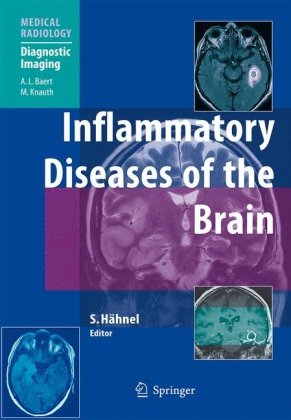 MEDICAL RADIOLOGY
Diagnostic
Imaging
A. L. Baert
M. Knauth
Inflammatory
Diseases of the
Brain
S. Hähnel
Editor
Springer